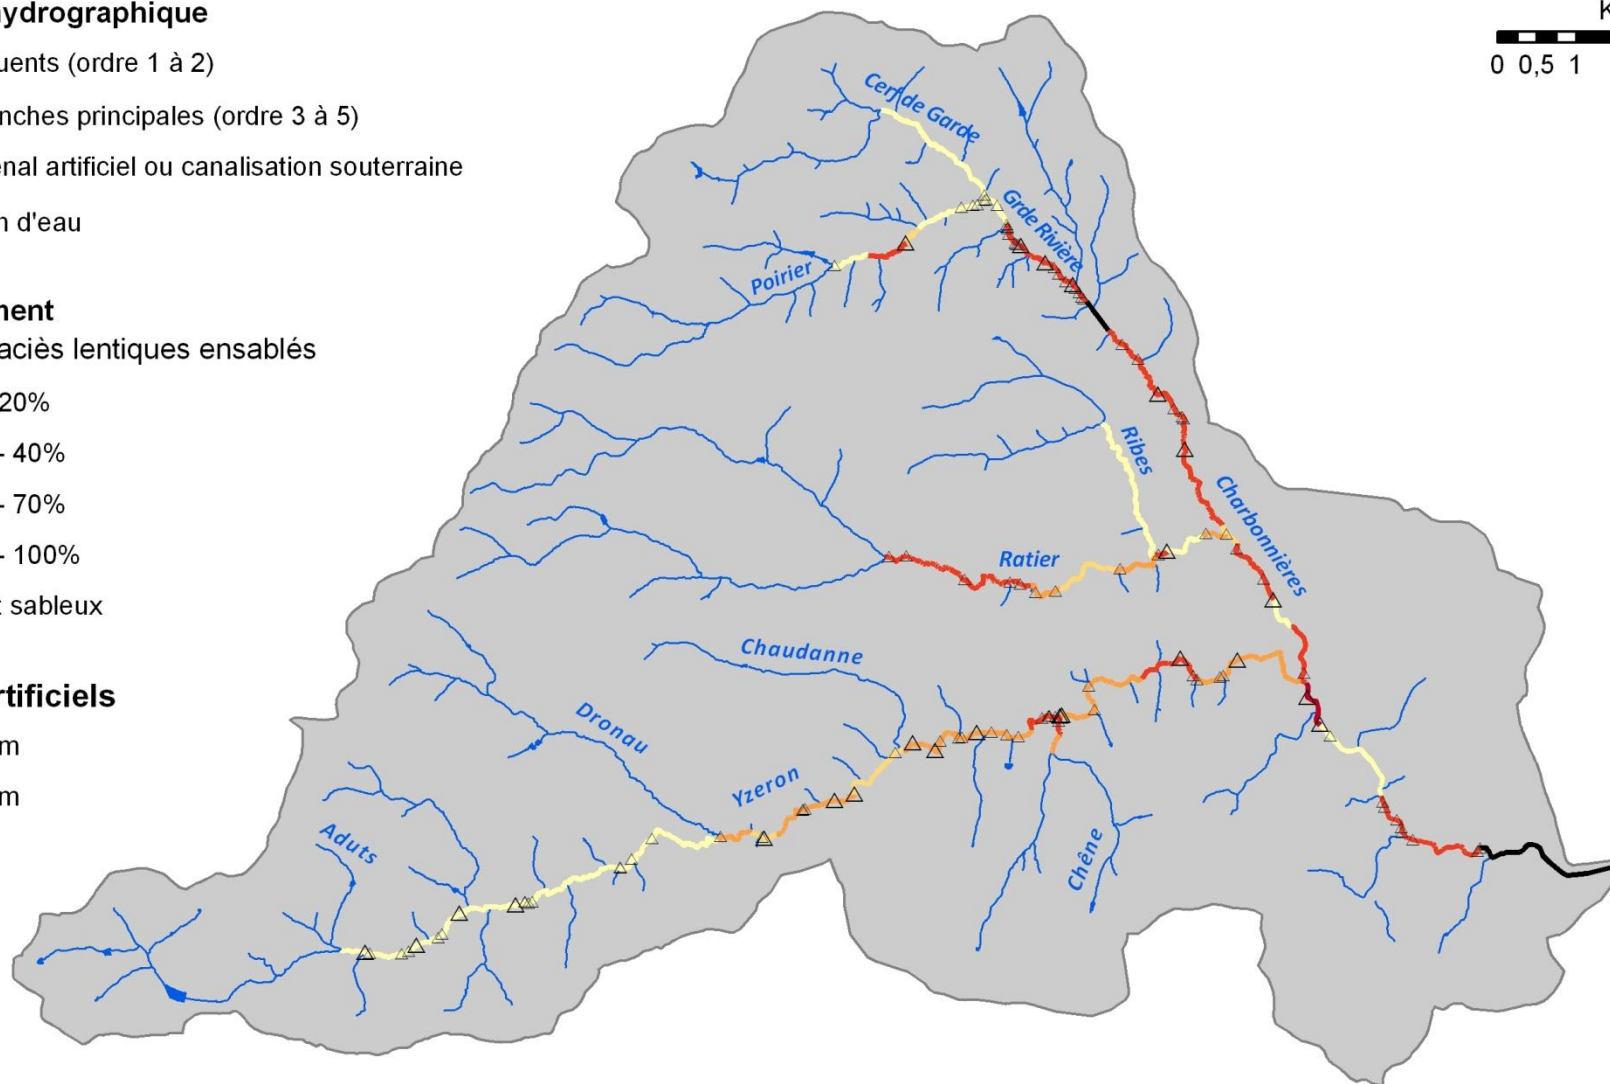 ydrographique
uents (ordre 1 à 2)
nches principales (ordre 3 à 5)
enal artificiel ou canalisation souterraine
n d'eau
ment
aciès lentiques ensablés
20%
- 40%
- 70%
- 100%
t sableux
rtificiels
m
m
K
0 0,5 1
Cerf de Garde
Grde Rivière
Poirier
Ribes
Charbonnières
Ratier
Chaudanne
Dronau
Yzeron
Aduts
Chêne